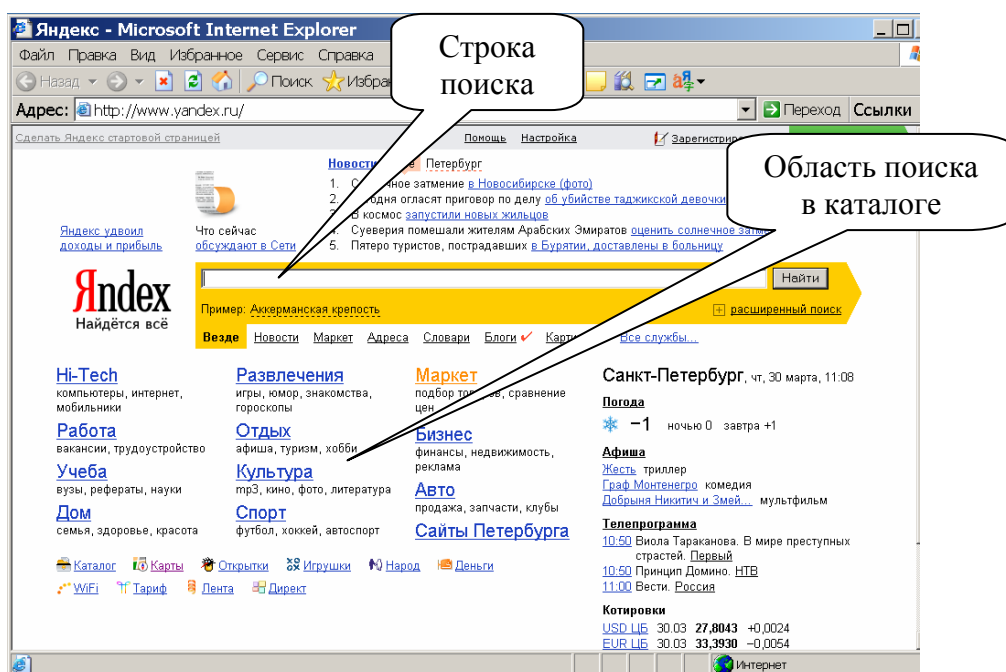 Яндекс - Microsoft Internet Explorer
Файл Правка Вид Избранное Сервис Справка
Строка
поиска
Назад Поиск
Адрес: http://www.yandex.ru/ Переход Ссылки
Сделать Яндекс стартовой страницей Помощь Настройка
Область поиска
в каталоге
Петербург
1. затмение в Новосибирске (фото)
2. огласят приговор по делу об убийстве таджикской девочки
В космос запустили новых жильцов
Суеверия помешали жителям Арабских Эмиратов оценить солнечное
5. Пятеро туристов, пострадавших в Бурятии, доставлены в больницу
Яндекс удвоил
доходы и прибыль
Что сейчас
обсуждают в Сети
Яndex
Найдётся всё
Найти
Пример: Аккерманская крепость расширенный поиск
Везде Новости Маркет Адреса Словари Блоги Все службы...
Hi-Tech
компьютеры, интернет,
мобильники
Работа
вакансии, трудоустройство
Учеба
вузы, рефераты, науки
Дом
семья, здоровье, красота
Развлечения
игры, юмор, знакомства,
гороскопы
Отдых
афиша, туризм, хобби
Культура
mp3, кино, фото, литература
Спорт
футбол, хоккей, автоспорт
Маркет
подбор сравнение
цен
Бизнес
финансы, недвижимость,
реклама
Авто
продажа, запчасти, клубы
Сайты Петербурга
Каталог Карты Открытки Игрушки Народ Деньги
WiFi Тариф Лента Директ
Санкт-Петербург, чт, 30 марта, 11:08
Погода
−1 ночью 0 завтра +1
Афиша
Жесть триллер
Граф Монтенегро комедия
Добрыня Никитич и Змей... мультфильм
Телепрограмма
10:50 Виола Тараканова. В мире преступных
страстей. Первый
10:50 Принцип Домино. НТВ
11:00 Вести. Россия
Котировки
USD ЦБ 30.03 27,8043 +0,0024
EUR ЦБ 30.03 33,3930 −0,0054
Интернет